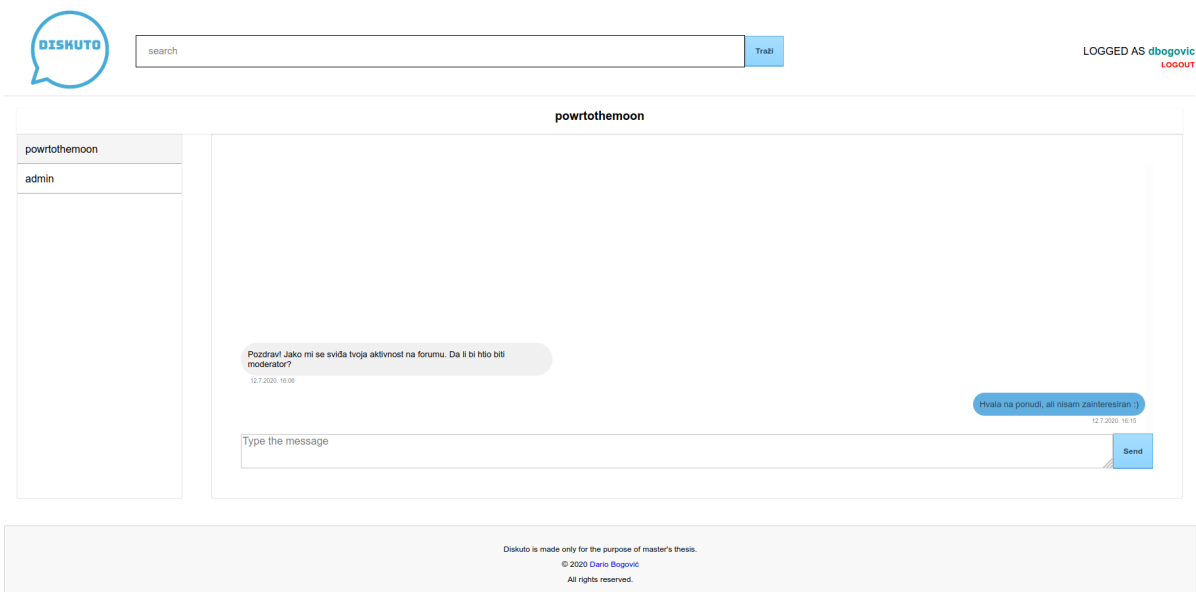 DISKUTO
search
Traži
LOGGED AS dbogovic
LOGOUT
powrtothemoon
powrtothemoon
admin
Pozdrav! Jako mi se sviđa tvoja aktivnost na forumu. Da li bi htio biti
moderator?
12.7.2020. 16:06
Hvala na ponudi, ali nisam zainteresiran :)
12.7.2020. 16:15
Type the message
Send
Diskuto is made only for the purpose of master's thesis.
© 2020 Dario Bogović
All rights reserved.